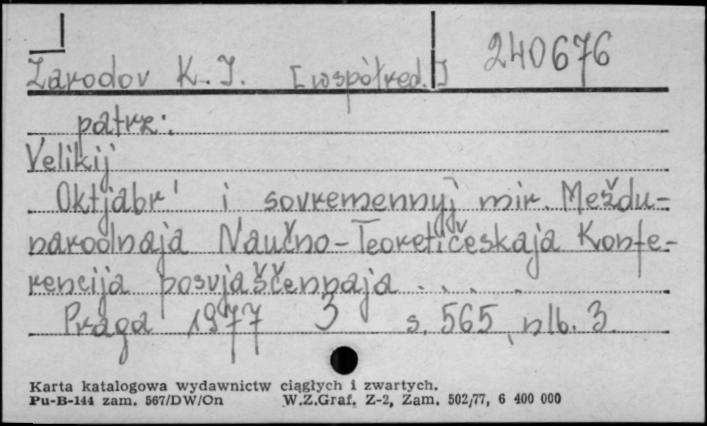 240676
Zarodov K. I. [współred.]
patrz:
Velikij
Oktjabr' i sovremennyj mir. Meždu-
narodnaja Naučno-Teoretičeskaja Konfe-
rencija posvjaščennaja . . . .
Praga 1977 3 s. 565, nlb. 3.
Karta katalogowa wydawnictw ciągłych i zwartych.
Pu-B-144 zam. 567/DW/On W.Z.Graf. Z-2, Zam. 502/77, 6 400 000